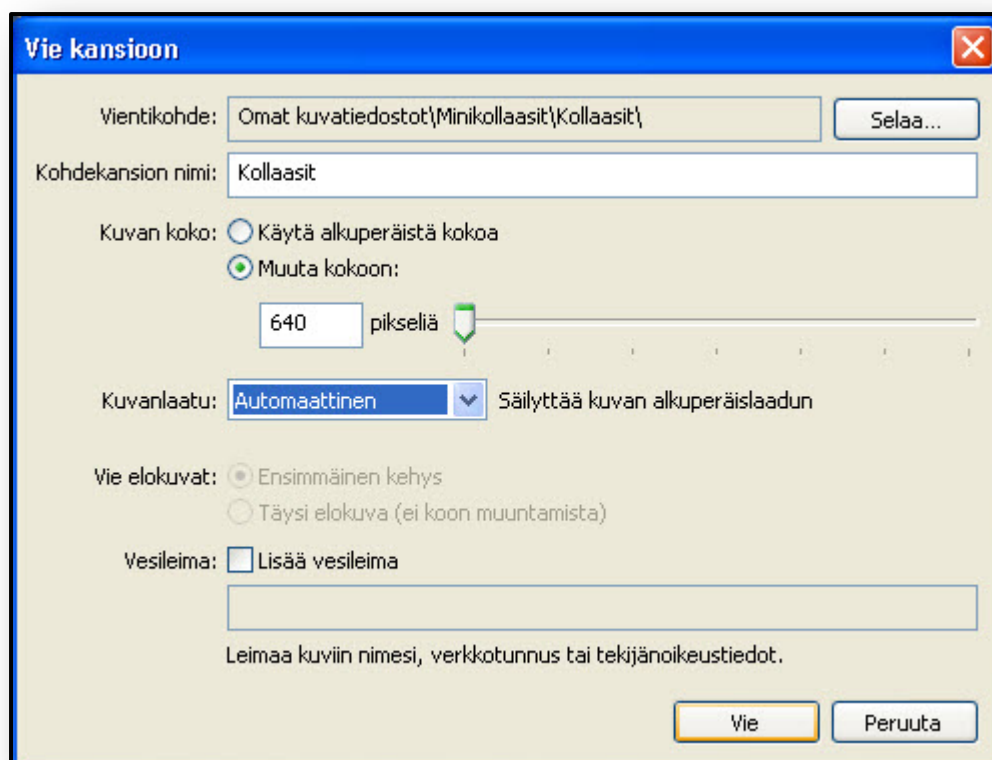 Vie kansioon
Vientikohde: Omat kuvatiedostot\Minikollaasit\Kollaasit\ Selaa...
Kohdekansion nimi: Kollaasit
Kuvan koko: Käytä alkuperäistä kokoa
Muuta kokoon:
640 pikseliä
Kuvanlaatu: Automaattinen Säilyttää kuvan alkuperäislaadun
Vie elokuvat: Ensimmäinen kehys
Täysi elokuva (ei koon muuntamista)
Vesileima: Lisää vesileima
Leimaa kuviin nimesi, verkkotunnus tai tekijänoikeustiedot.
Vie Peruuta